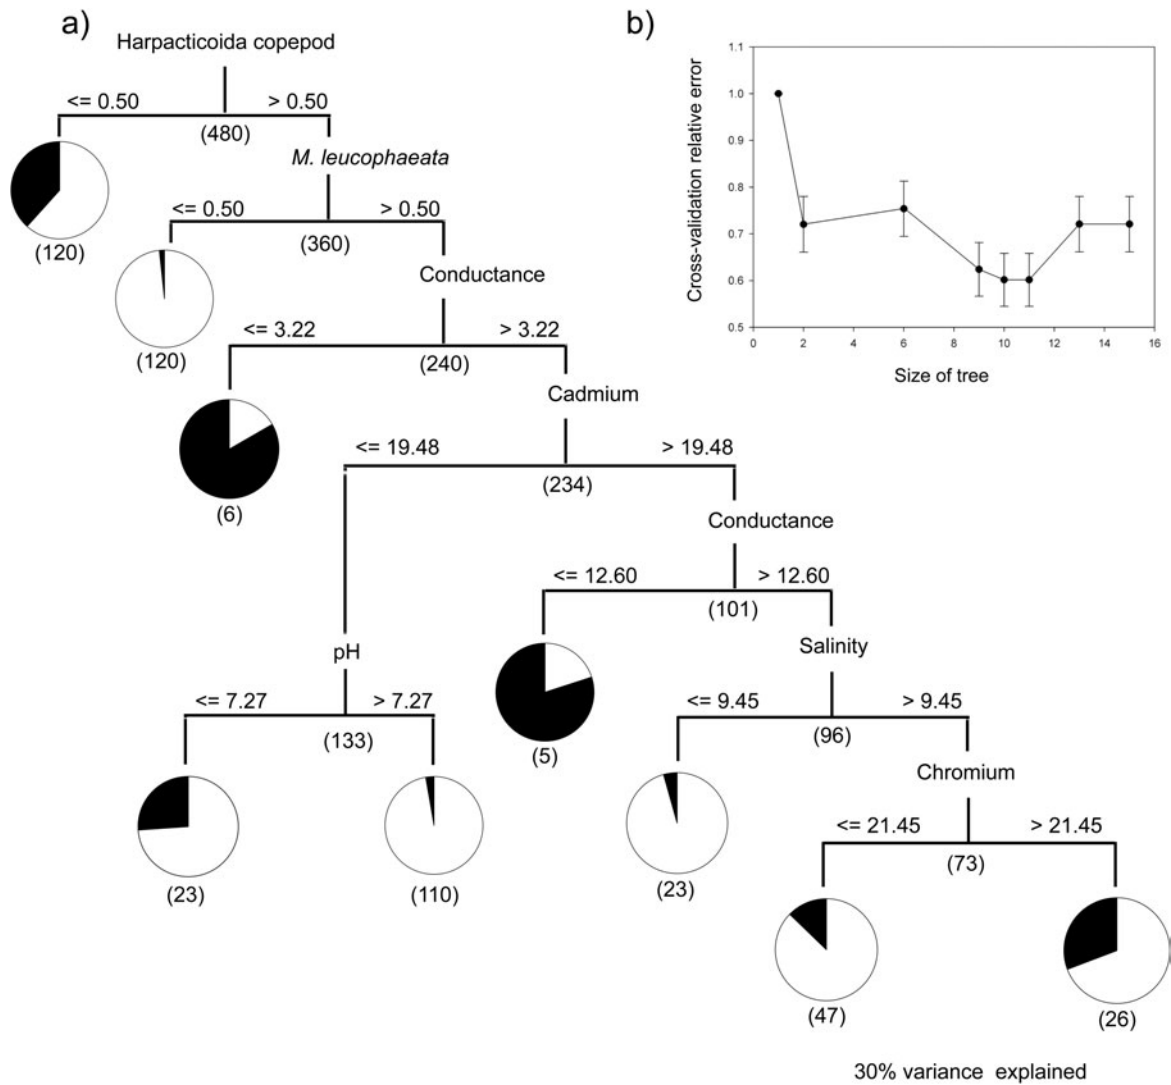 a)
Harpacticoida copepod
<= 0.50 > 0.50
(480)
(120)
M. leucophaeata
<= 0.50 > 0.50
(360)
(120)
Conductance
<= 3.22 > 3.22
(240)
(6)
Cadmium
<= 19.48 > 19.48
(234)
Conductance
<= 12.60 > 12.60
(101)
(5)
pH
<= 7.27 > 7.27
(133)
(23)
(110)
Salinity
<= 9.45 > 9.45
(96)
(23)
Chromium
<= 21.45 > 21.45
(73)
(47)
(26)
30% variance explained
b)
Cross-validation relative error
1.1
1.0
0.9
0.8
0.7
0.6
0.5
0 2 4 6 8 10 12 14 16
Size of tree